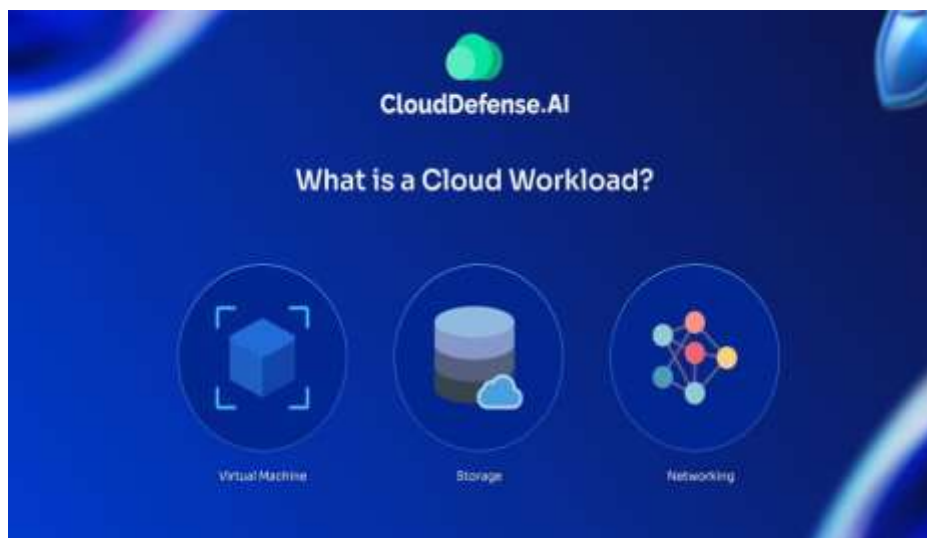 CloudDefense.AI
What is a Cloud Workload?
Virtual Machine
Storage
Networking